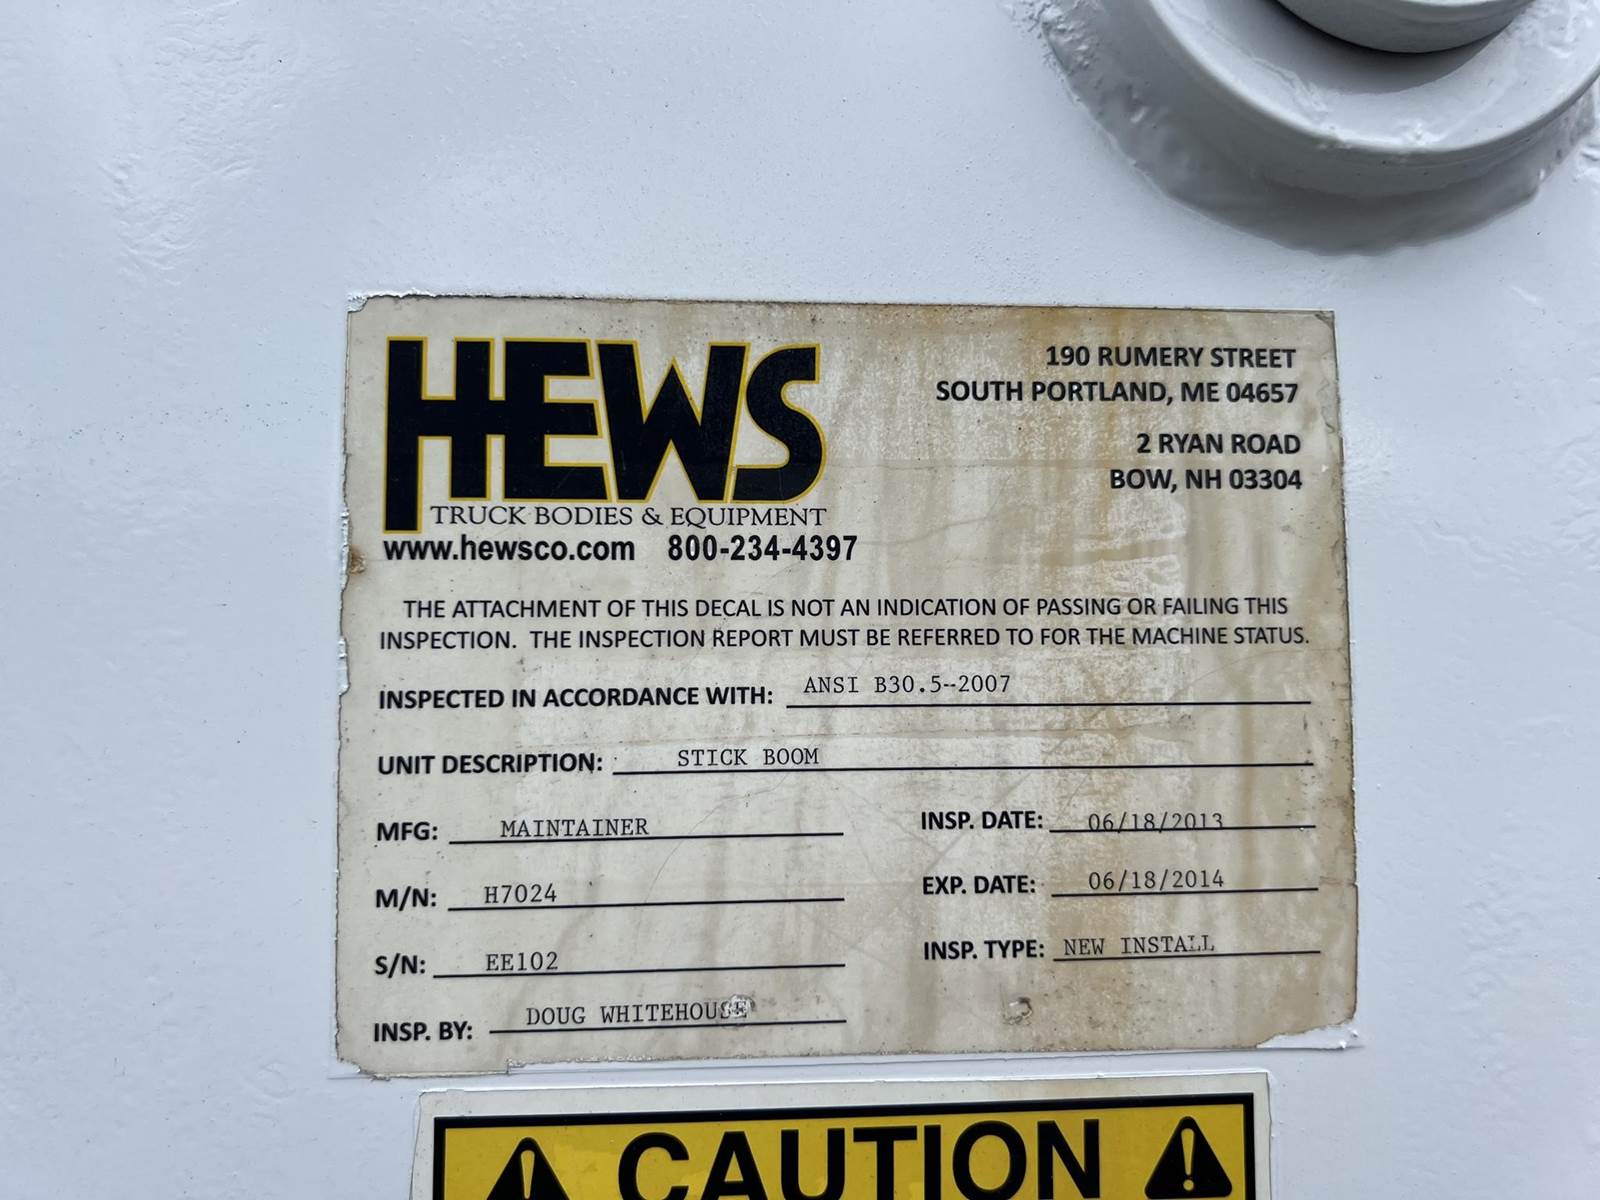 HEWS
TRUCK BODIES & EQUIPMENT
www.hewsco.com 800-234-4397
190 RUMERY STREET
SOUTH PORTLAND, ME 04657
2 RYAN ROAD
BOW, NH 03304
THE ATTACHMENT OF THIS DECAL IS NOT AN INDICATION OF PASSING OR FAILING THIS
INSPECTION. THE INSPECTION REPORT MUST BE REFERRED TO FOR THE MACHINE STATUS.
INSPECTED IN ACCORDANCE WITH: ANSI B30.5-2007
UNIT DESCRIPTION: STICK BOOM
MFG: MAINTAINER
INSP. DATE: 06/18/2013
M/N: H7024
EXP. DATE: 06/18/2014
S/N: EE102
INSP. TYPE: NEW INSTALL
INSP. BY: DOUG WHITEHOUSE
CAUTION